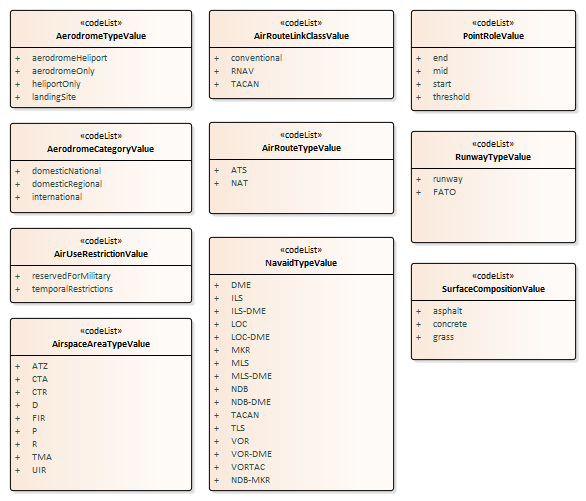 «codeList»
AerodromeTypeValue
+ aerodromeHeliport
+ aerodromeOnly
+ heliportOnly
+ landingSite
«codeList»
AerodromeCategoryValue
+ domesticNational
+ domesticRegional
+ international
«codeList»
AirUseRestrictionValue
+ reservedForMilitary
+ temporalRestrictions
«codeList»
AirspaceAreaTypeValue
+ ATZ
+ CTA
+ CTR
+ D
+ FIR
+ P
+ R
+ TMA
+ UIR
«codeList»
AirRouteLinkClassValue
+ conventional
+ RNAV
+ TACAN
«codeList»
AirRouteTypeValue
+ ATS
+ NAT
«codeList»
NavaidTypeValue
+ DME
+ ILS
+ ILS-DME
+ LOC
+ LOC-DME
+ MKR
+ MLS
+ MLS-DME
+ NDB
+ NDB-DME
+ TACAN
+ TLS
+ VOR
+ VOR-DME
+ VORTAC
+ NDB-MKR
«codeList»
PointRoleValue
+ end
+ mid
+ start
+ threshold
«codeList»
RunwayTypeValue
+ runway
+ FATO
«codeList»
SurfaceCompositionValue
+ asphalt
+ concrete
+ grass